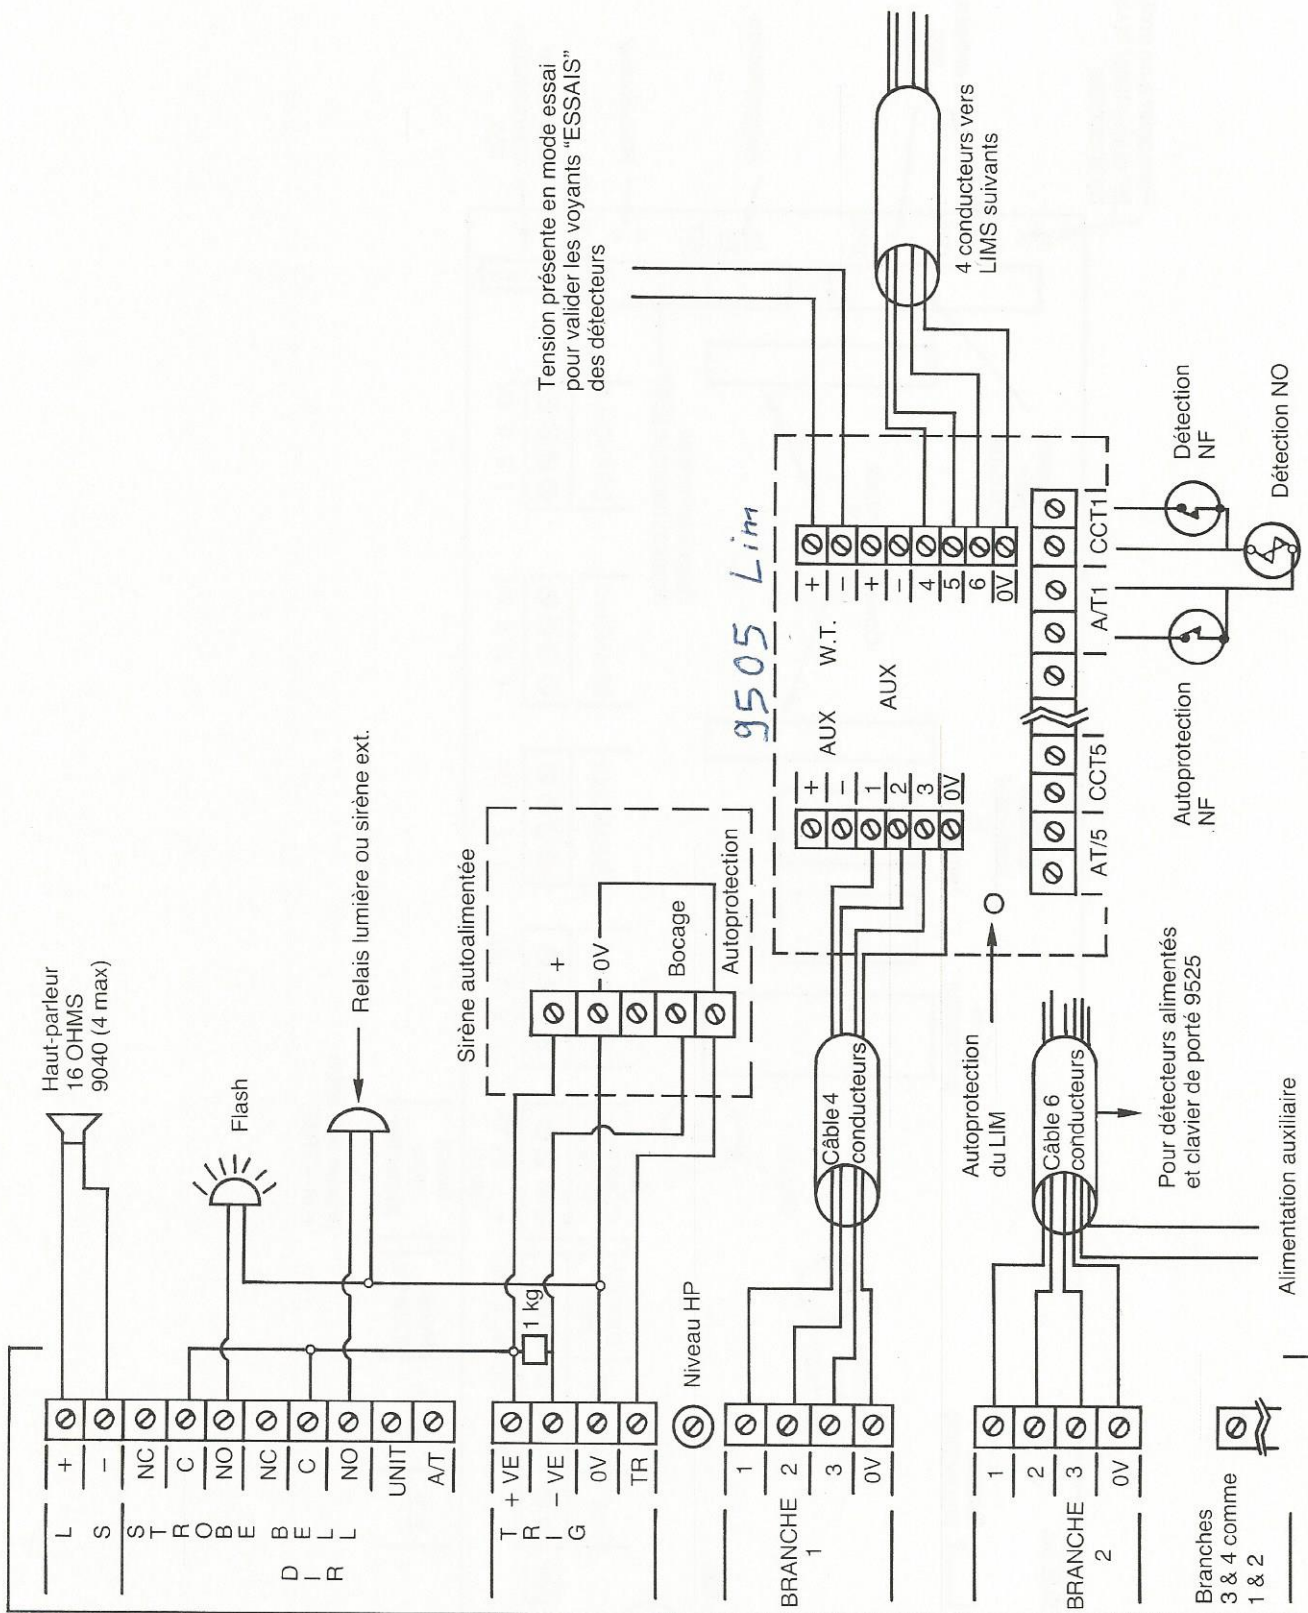 Haut-parleur
16 OHMS
9040 (4 max)
Flash
Relais lumière ou sirène ext.
L S
+
-
STROBE
NC
C
NO
DIR BELL
NC
C
NO
UNIT
A/T
TRIG
+ VE
- VE
0V
TR
1 kg
Sirène autoalimentée
+
0V
Bocage
Autoprotection
Niveau HP
Tension présente en mode essai
pour valider les voyants "ESSAIS"
des détecteurs
9505 Lim
BRANCHE
1
1
2
3
0V
Câble 4
conducteurs
+
-
1
2
3
0V
AUX W.T.
AUX
+
-
+
-
4
5
6
0V
4 conducteurs vers
LIMS suivants
Autoprotection
du LIM
AT/5
CCT5
A/T1
CCT1
Autoprotection
NF
Détection
NF
Détection NO
BRANCHE
2
1
2
3
0V
Câble 6
conducteurs
Pour détecteurs alimentés
et clavier de porté 9525
Alimentation auxiliaire
Branches
3 & 4 comme
1 & 2